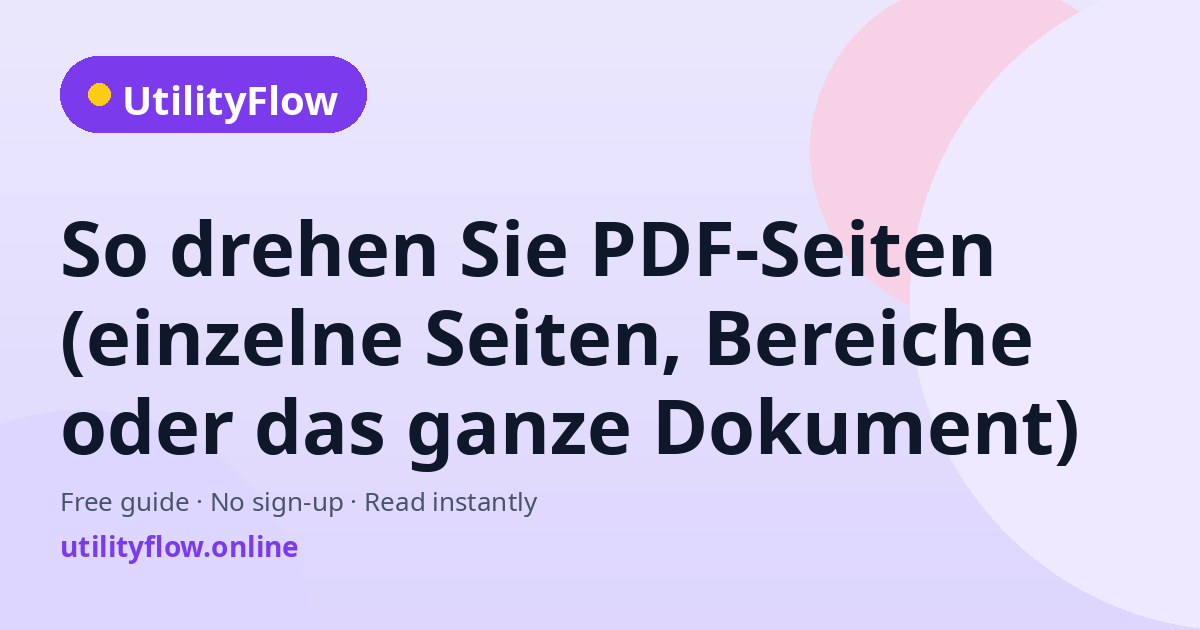 UtilityFlow
So drehen Sie PDF-Seiten
(einzelne Seiten, Bereiche
oder das ganze Dokument)
Free guide · No sign-up · Read instantly
utilityflow.online